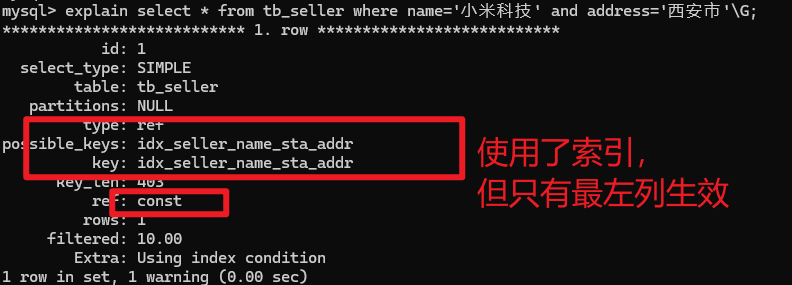 mysql> explain select * from tb_seller where name='小米科技' and address='西安市'\G;
*************************** 1. row ***************************
id: 1
select_type: SIMPLE
table: tb_seller
partitions: NULL
type: ref
possible_keys: idx_seller_name_sta_addr
key: idx_seller_name_sta_addr
key_len: 403
ref: const
rows: 1
filtered: 10.00
Extra: Using index condition
1 row in set, 1 warning (0.00 sec)
使用了索引,
但只有最左列生效